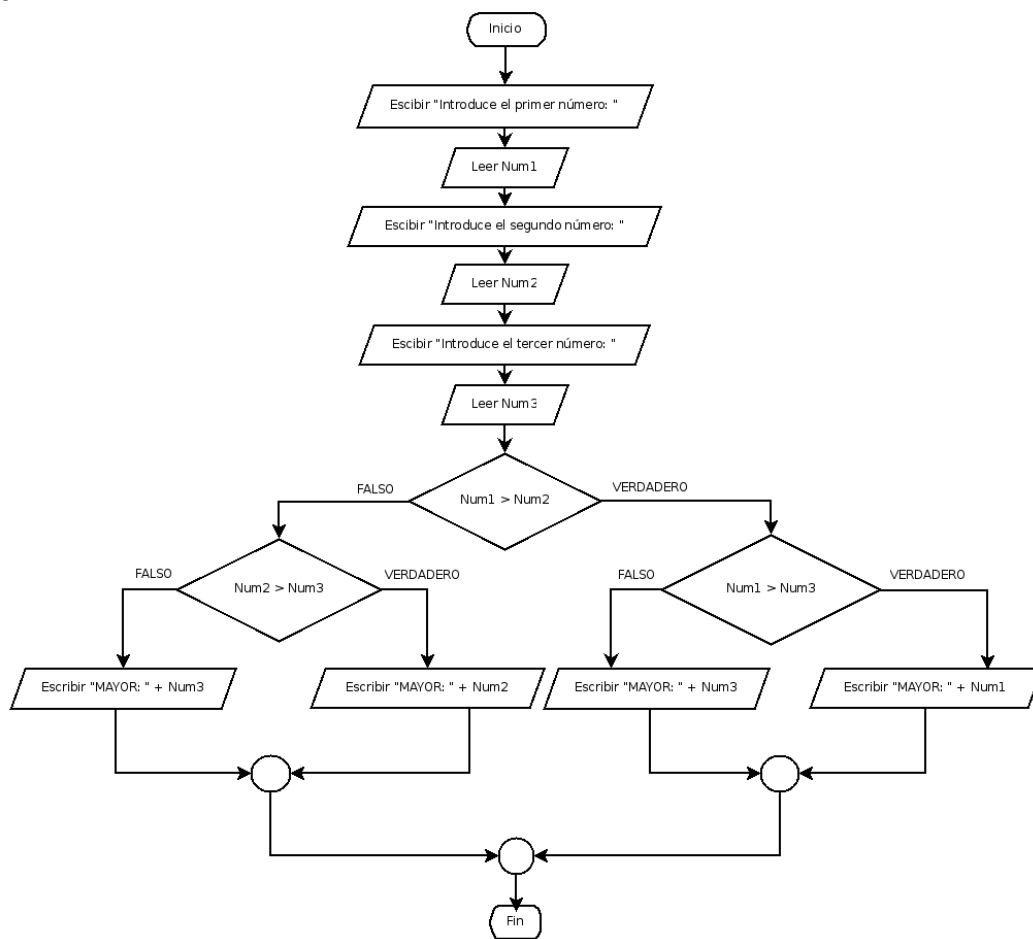 Inicio
Escibir "Introduce el primer número: "
Leer Num1
Escibir "Introduce el segundo número: "
Leer Num2
Escibir "Introduce el tercer número: "
Leer Num3
Num1 > Num2
FALSO
VERDADERO
Num2 > Num3
FALSO
VERDADERO
Num1 > Num3
FALSO
VERDADERO
Escribir "MAYOR: " + Num3
Escribir "MAYOR: " + Num2
Escribir "MAYOR: " + Num3
Escribir "MAYOR: " + Num1
Fin